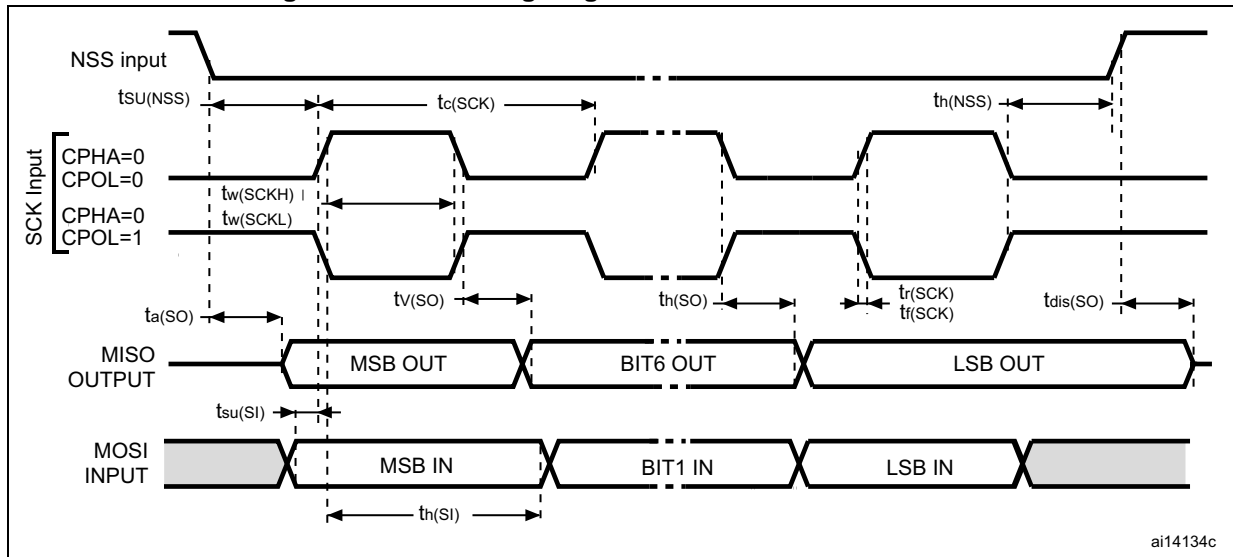 NSS input
tSU(NSS)
tc(SCK)
th(NSS)
SCK Input
CPHA=0
CPOL=0
tw(SCKH)
tw(SCKL)
CPHA=0
CPOL=1
tV(SO)
th(SO)
tr(SCK)
tf(SCK)
ta(SO)
tdis(SO)
MISO
OUTPUT
MSB OUT
BIT6 OUT
LSB OUT
tsu(SI)
MOSI
INPUT
MSB IN
BIT1 IN
LSB IN
th(SI)
ai14134c